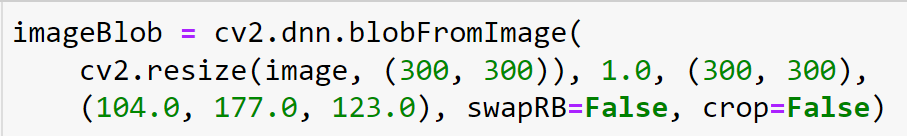 imageBlob = cv2.dnn.blobFromImage(
    cv2.resize(image, (300, 300)), 1.0, (300, 300),
    (104.0, 177.0, 123.0), swapRB=False, crop=False)